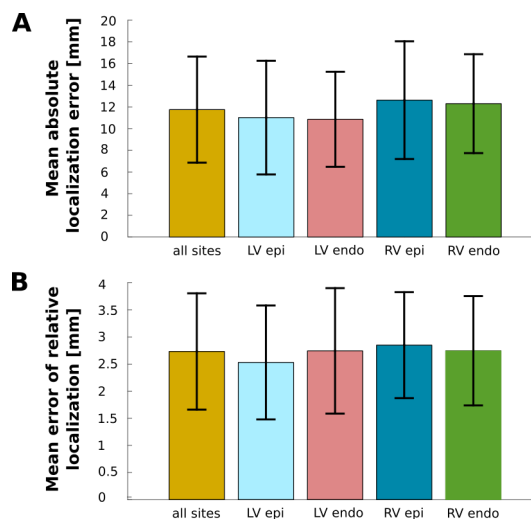 A
Mean absolute
localization error [mm]
20
18
16
14
12
10
8
6
4
2
0
all sites LV epi LV endo RV epi RV endo
B
Mean error of relative
localization [mm]
4
3.5
3
2.5
2
1.5
1
0.5
0
all sites LV epi LV endo RV epi RV endo